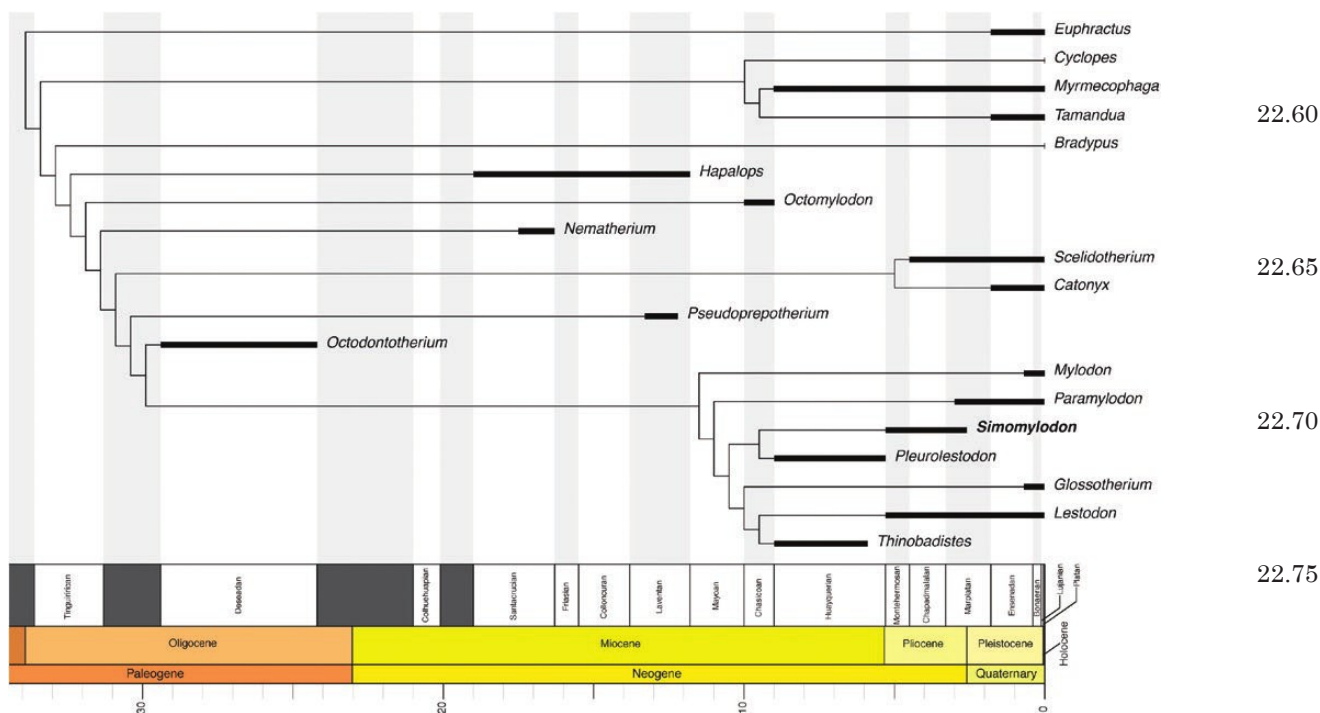 Euphractus
Cyclopes
Myrmecophaga
Tamandua
22.60
Bradypus
Hapalops
Octomylodon
Nematherium
Scelidotherium
22.65
Catonyx
Pseudoprepotherium
Octodontotherium
Mylodon
Paramylodon
22.70
Simomylodon
Pleurolestodon
Glossotherium
Lestodon
Thinobadistes
22.75
Tinguirirican
Deseadan
Colhuehuapian
Santacrucian
Friasian
Colloncuran
Laventan
Mayoan
Chasicoan
Huayquerian
Montehermosan
Chapadmalalan
Marplatan
Ensenadan
Bonaerian
Lujanian
Platan
Oligocene
Miocene
Pliocene
Pleistocene
Holocene
Paleogene
Neogene
Quaternary
30
20
10
0